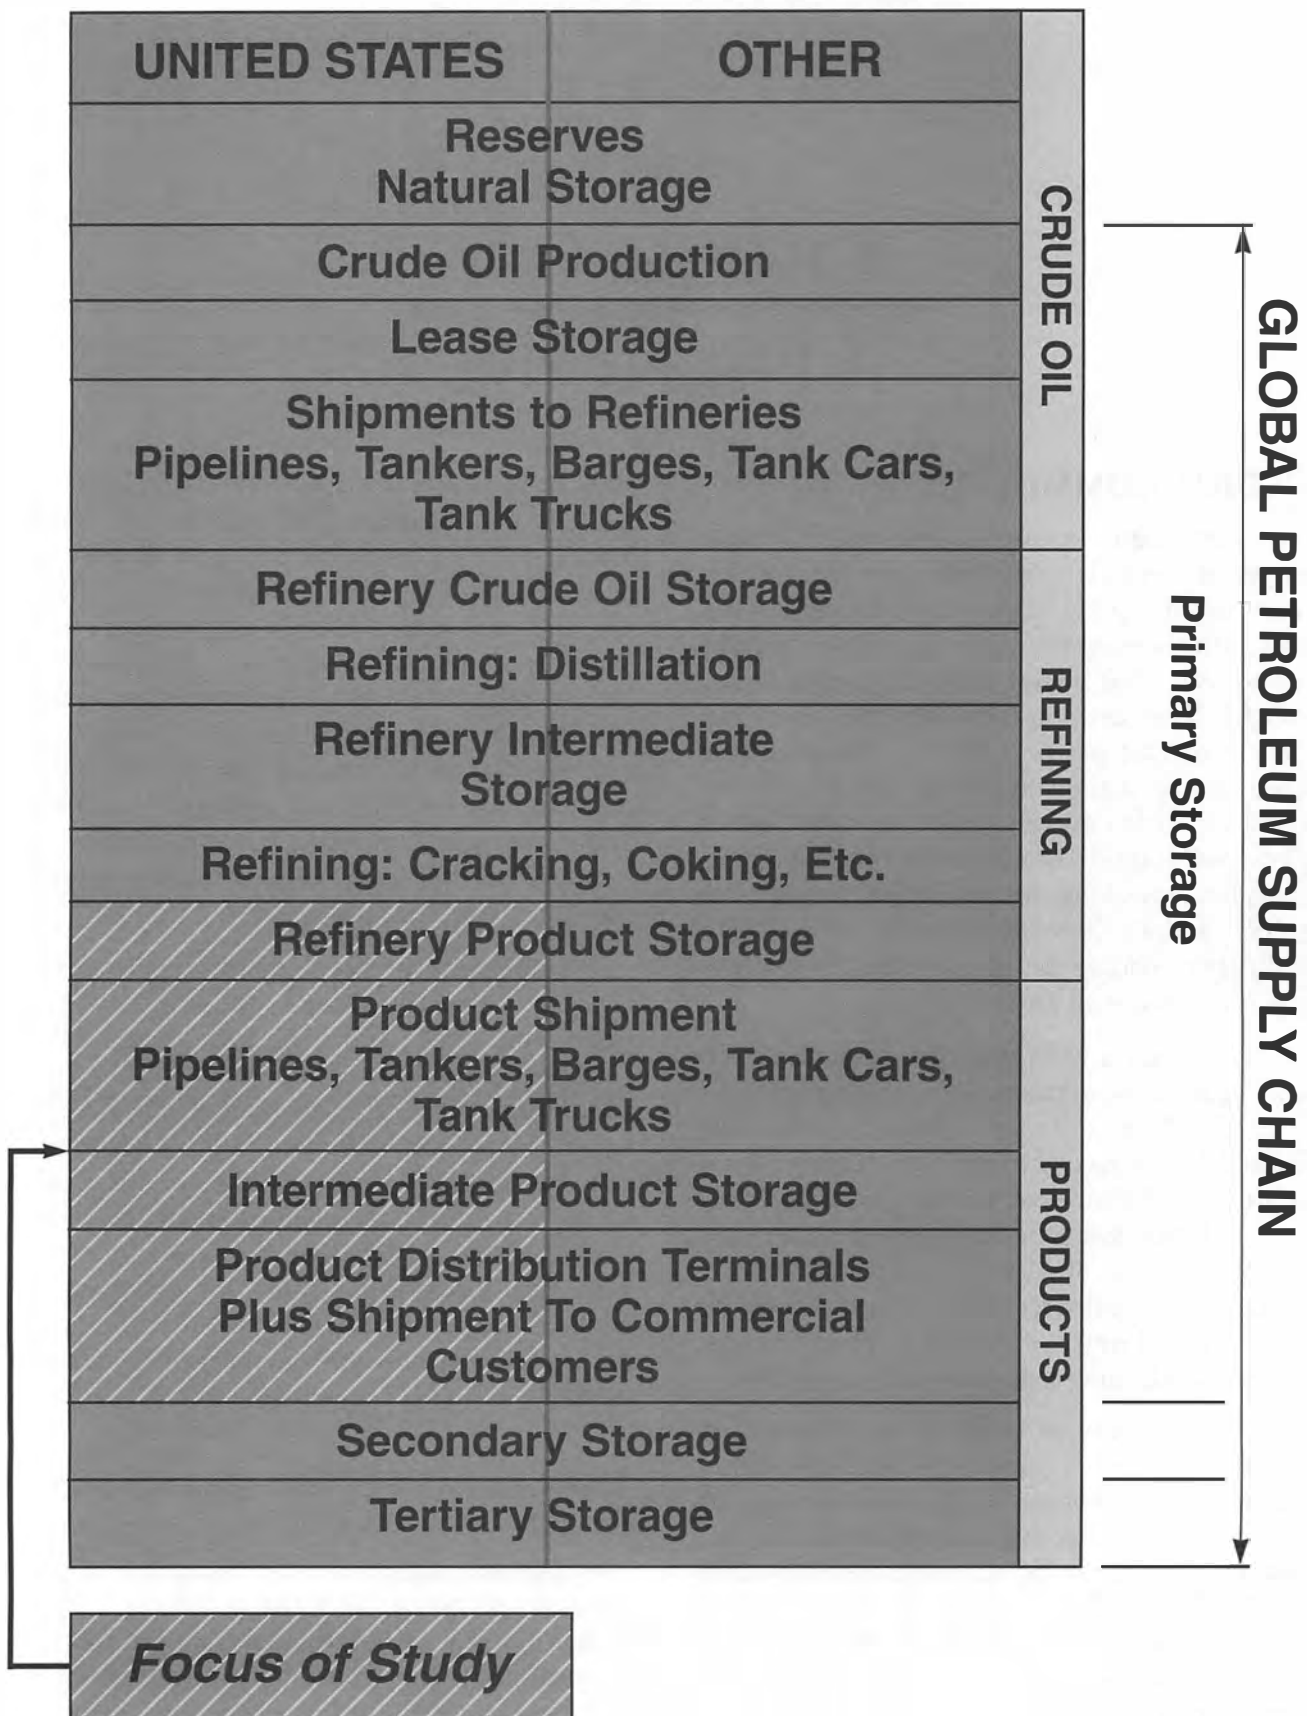 UNITED STATES
OTHER
Reserves
Natural Storage
Crude Oil Production
Lease Storage
Shipments to Refineries
Pipelines, Tankers, Barges, Tank Cars,
Tank Trucks
Refinery Crude Oil Storage
Refining: Distillation
Refinery Intermediate
Storage
Refining: Cracking, Coking, Etc.
Refinery Product Storage
Product Shipment
Pipelines, Tankers, Barges, Tank Cars,
Tank Trucks
Intermediate Product Storage
Product Distribution Terminals
Plus Shipment To Commercial
Customers
Secondary Storage
Tertiary Storage
CRUDE OIL
REFINING
PRODUCTS
Primary Storage
GLOBAL PETROLEUM SUPPLY CHAIN
Focus of Study